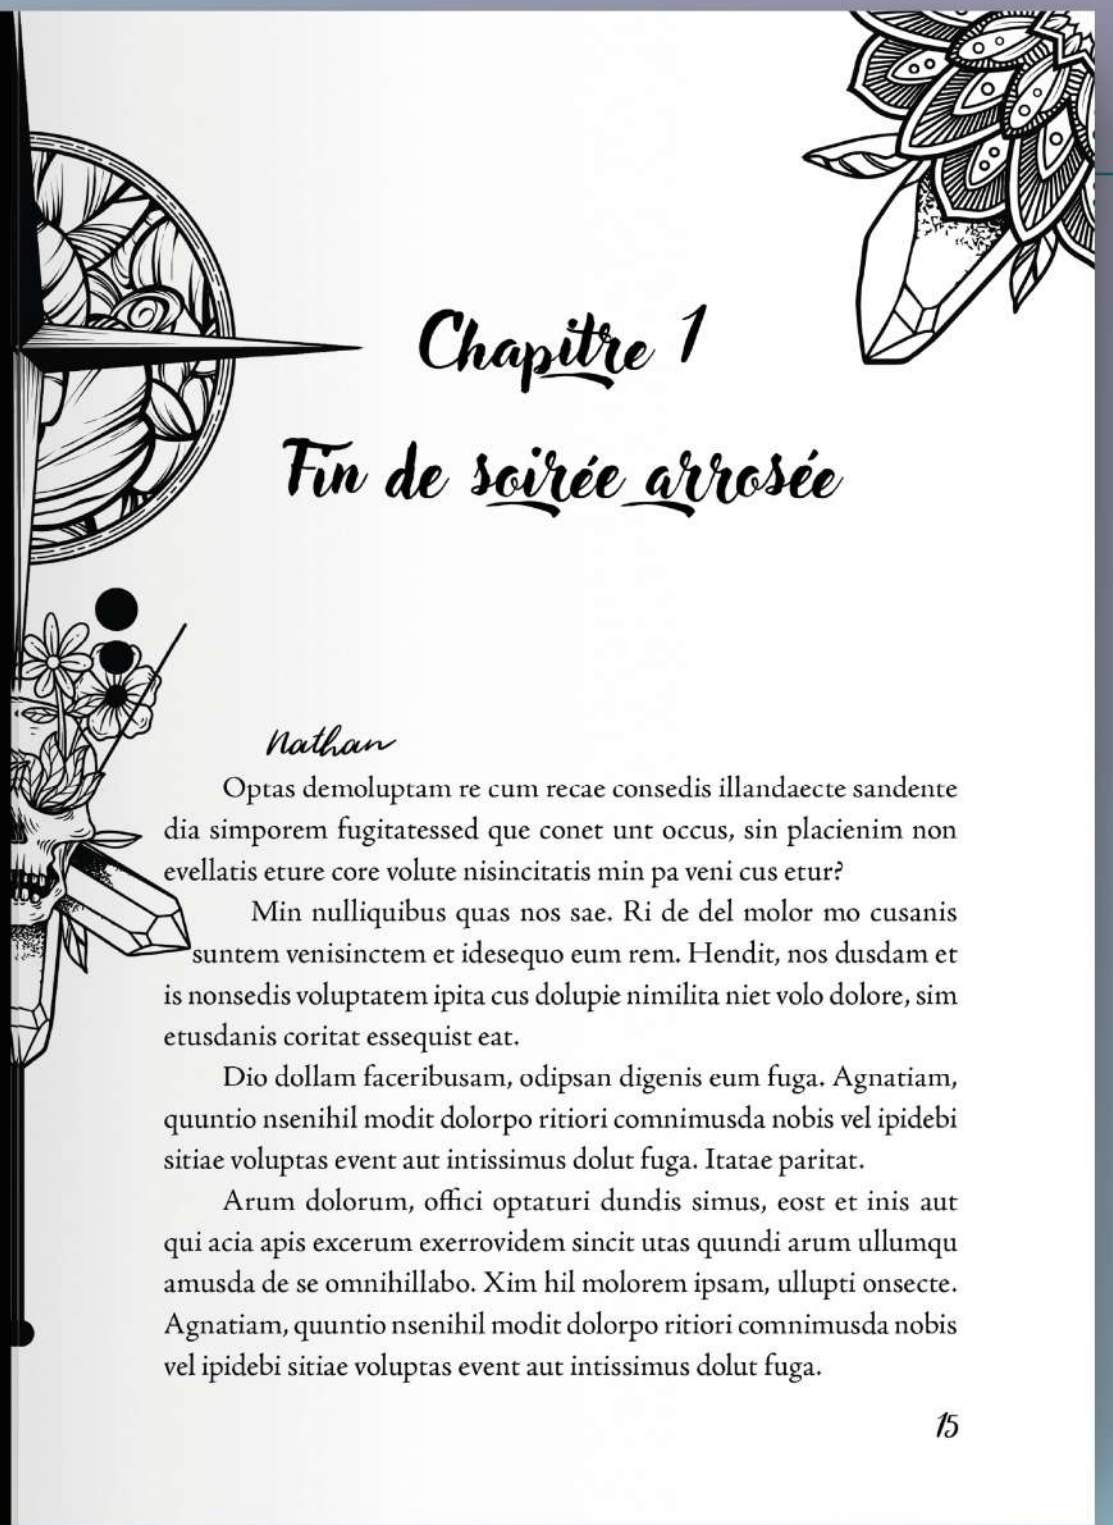 Chapitre 1
Fin de soirée arrosée
Nathan
Optas demoluptam re cum recae consedis illandaecte sandente
dia simporem fugitatessed que conet unt occus, sin placienim non
evellatis eture core volute nisincitatis min pa veni cus etur?
Min nulliquibus quas nos sae. Ri de del molor mo cusanis
suntem venisinctem et idesequo eum rem. Hendit, nos dusdam et
is nonsedis voluptatem ipita cus dolupie nimilita niet volo dolore, sim
etusdanis coritat essequist eat.
Dio dollam faceribusam, odipsan digenis eum fuga. Agnatiam,
quuntio nsenihil modit dolorpo ritiori comnimusda nobis vel ipidebi
sitiae voluptas event aut intissimus dolut fuga. Itatae paritat.
Arum dolorum, offici optaturi dundis simus, eost et inis aut
qui acia apis excerum exerrovidem sincit utas quundi arum ullumqu
amusda de se omnihillabo. Xim hil molorem ipsam, ullupti onsecte.
Agnatiam, quuntio nsenihil modit dolorpo ritiori comnimusda nobis
vel ipidebi sitiae voluptas event aut intissimus dolut fuga.
15